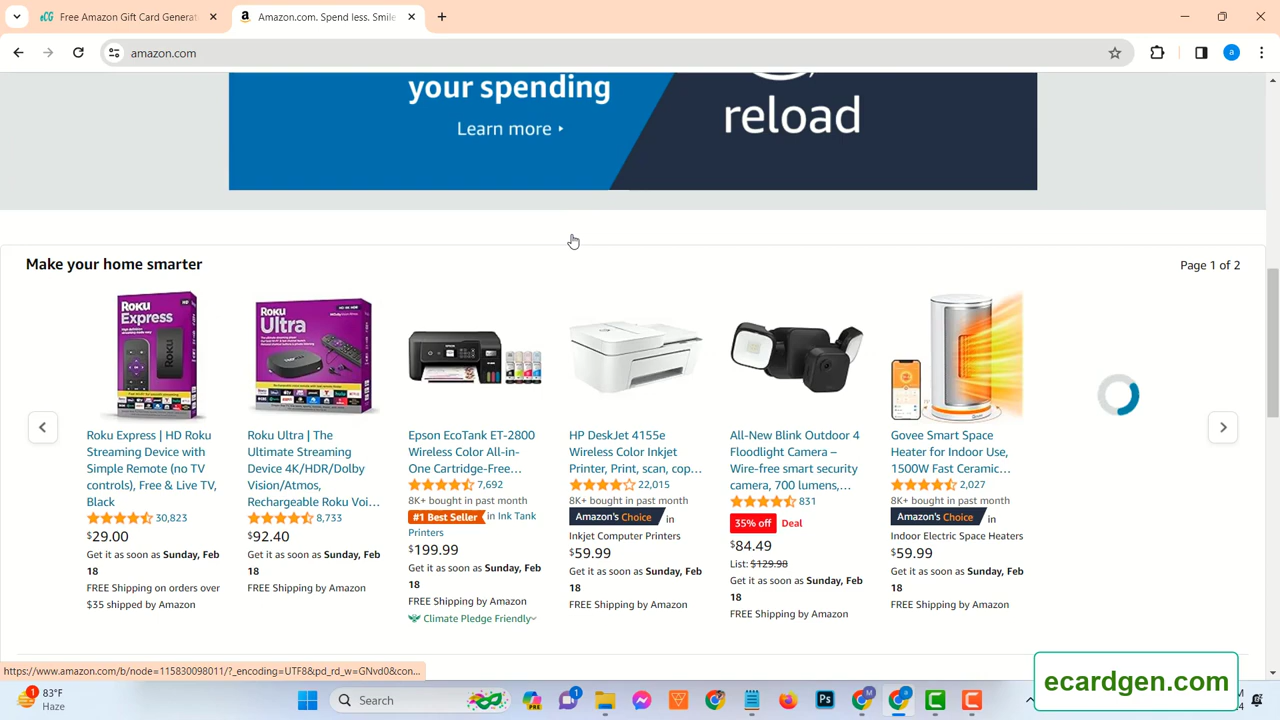 Free Amazon Gift Card Generat
Amazon.com. Spend less. Smile
amazon.com
a
your spending
Learn more
reload
Make your home smarter
Page 1 of 2
Roku
Express
Roku
Ultra
Roku Express | HD Roku
Streaming Device with
Simple Remote (no TV
controls), Free & Live TV,
Black
30,823
$29.00
Get it as soon as Sunday, Feb
18
FREE Shipping on orders over
$35 shipped by Amazon
Roku Ultra | The
Ultimate Streaming
Device 4K/HDR/Dolby
Vision/Atmos,
Rechargeable Roku Voi...
8,733
$92.40
Get it as soon as Sunday, Feb
18
FREE Shipping by Amazon
Epson EcoTank ET-2800
Wireless Color All-in-
One Cartridge-Free...
7,692
8K+ bought in past month
#1 Best Seller in Ink Tank
Printers
$199.99
Get it as soon as Sunday, Feb
18
FREE Shipping by Amazon
Climate Pledge Friendly
HP DeskJet 4155e
Wireless Color Inkjet
Printer, Print, scan, cop...
22,015
8K+ bought in past month
Amazon's Choice in
Inkjet Computer Printers
$59.99
Get it as soon as Sunday, Feb
18
FREE Shipping by Amazon
All-New Blink Outdoor 4
Floodlight Camera –
Wire-free smart security
camera, 700 lumens,...
831
35% off Deal
$84.49
List: $129.98
Get it as soon as Sunday, Feb
18
FREE Shipping by Amazon
Govee Smart Space
Heater for Indoor Use,
1500W Fast Ceramic...
2,027
8K+ bought in past month
Amazon's Choice in
Indoor Electric Space Heaters
$59.99
Get it as soon as Sunday, Feb
18
FREE Shipping by Amazon
https://www.amazon.com/b/node=115830098011/?_encoding=UTF8&pd_rd_w=GNvd0&con...
ecardgen.com
1
83°F
Haze
Search
PRE
1
Ps
M
a